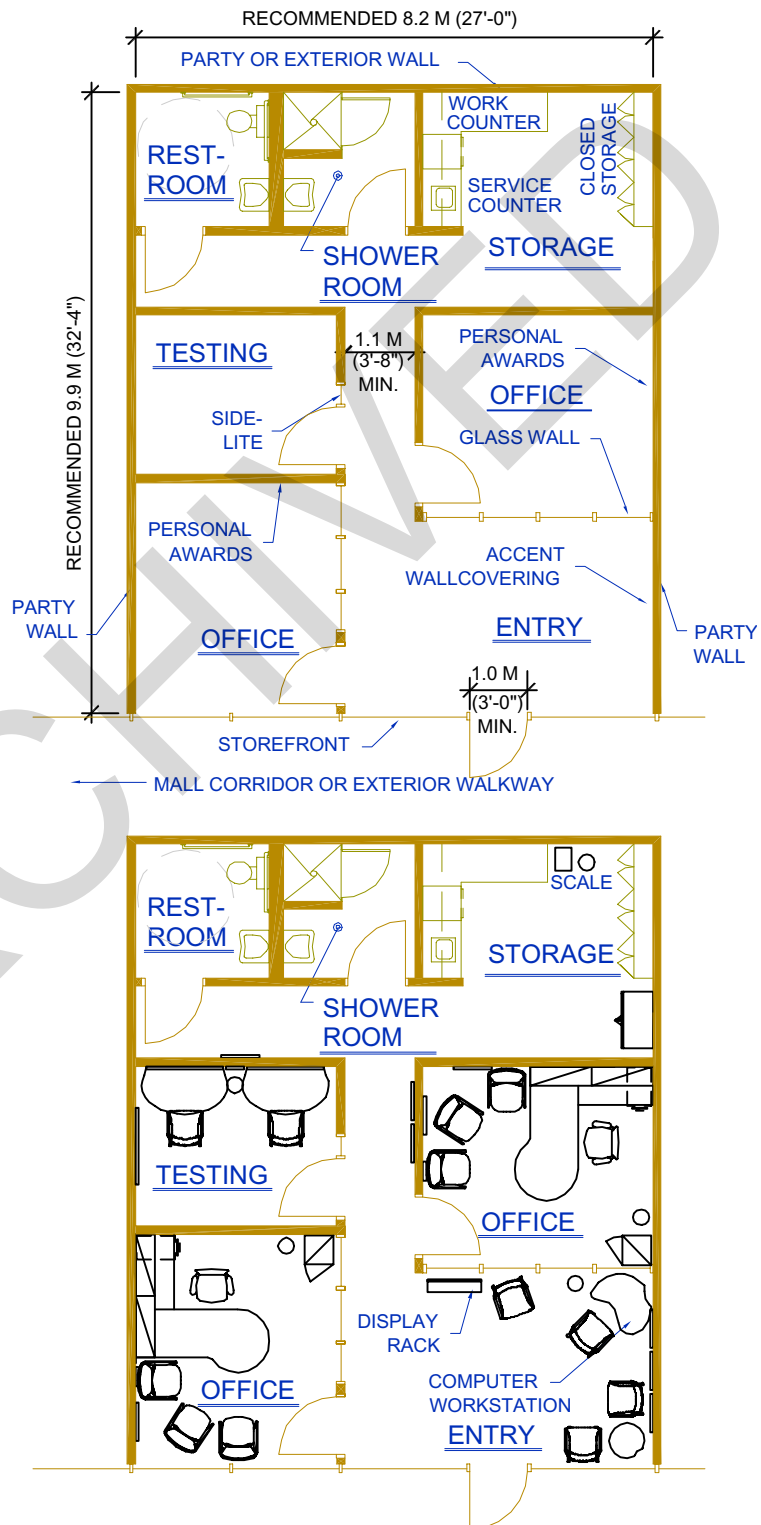 RECOMMENDED 8.2 M (27'-0")
PARTY OR EXTERIOR WALL
WORK
COUNTER
CLOSED
STORAGE
REST-
ROOM
SERVICE
COUNTER
SHOWER
ROOM
STORAGE
RECOMMENDED 9.9 M (32'-4")
TESTING
1.1 M
(3'-8")
MIN.
PERSONAL
AWARDS
OFFICE
SIDE-
LITE
GLASS WALL
PERSONAL
AWARDS
ACCENT
WALLCOVERING
PARTY
WALL
OFFICE
ENTRY
PARTY
WALL
1.0 M
(3'-0")
MIN.
STOREFRONT
MALL CORRIDOR OR EXTERIOR WALKWAY
SCALE
REST-
ROOM
STORAGE
SHOWER
ROOM
TESTING
OFFICE
DISPLAY
RACK
COMPUTER
WORKSTATION
OFFICE
ENTRY
CHIVED